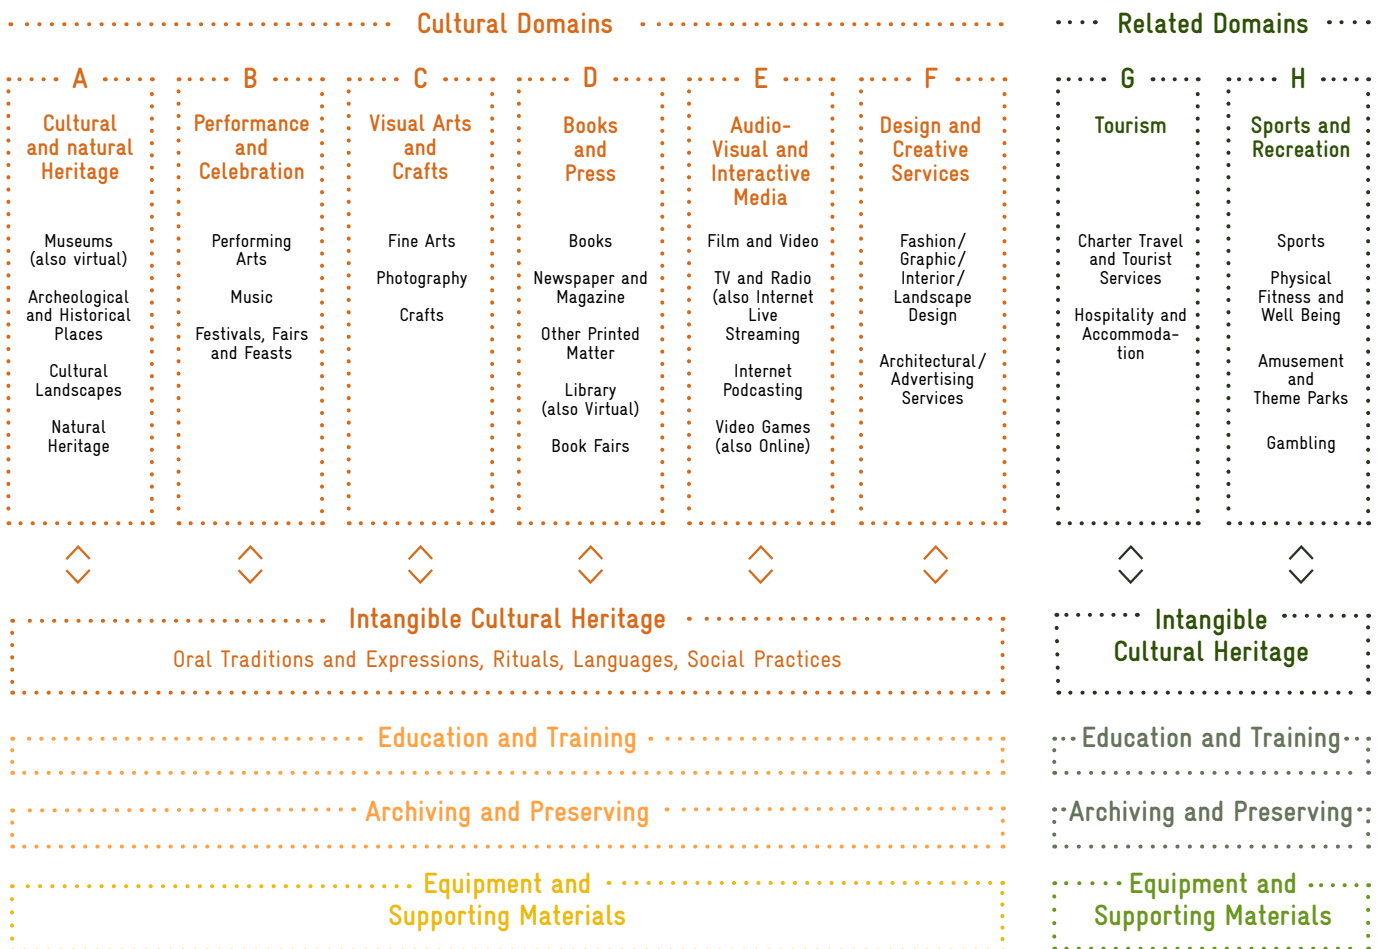 Cultural Domains
Related Domains
A
Cultural
and natural
Heritage
Museums
(also virtual)
Archeological
and Historical
Places
Cultural
Landscapes
Natural
Heritage
B
Performance
and
Celebration
Performing
Arts
Music
Festivals, Fairs
and Feasts
C
Visual Arts
and
Crafts
Fine Arts
Photography
Crafts
D
Books
and
Press
Books
Newspaper and
Magazine
Other Printed
Matter
Library
(also Virtual)
Book Fairs
E
Audio-
Visual and
Interactive
Media
Film and Video
TV and Radio
(also Internet
Live
Streaming
Internet
Podcasting
Video Games
(also Online)
F
Design and
Creative
Services
Fashion/
Graphic/
Interior/
Landscape
Design
Architectural/
Advertising
Services
G
Tourism
Charter Travel
and Tourist
Services
Hospitality and
Accommoda-
tion
H
Sports and
Recreation
Sports
Physical
Fitness and
Well Being
Amusement
and
Theme Parks
Gambling
Intangible Cultural Heritage
Oral Traditions and Expressions, Rituals, Languages, Social Practices
Intangible
Cultural Heritage
Education and Training
Education and Training
Archiving and Preserving
Archiving and Preserving
Equipment and
Supporting Materials
Equipment and
Supporting Materials